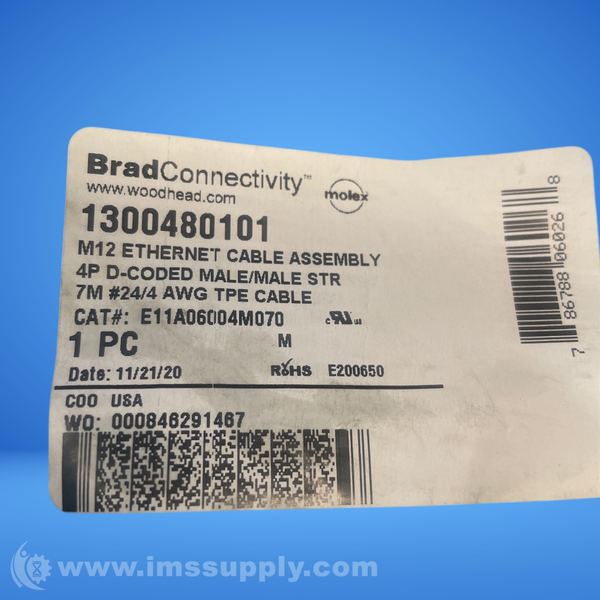 BradConnectivity™
www.woodhead.com
molex
1300480101
M12 ETHERNET CABLE ASSEMBLY
4P D-CODED MALE/MALE STR
7M #24/4 AWG TPE CABLE
CAT#: E11A06004M070
1 PC M
Date: 11/21/20 RoHS E200650
COO USA
WO: 000846291467
7 86788 06026 8
www.imssupply.com